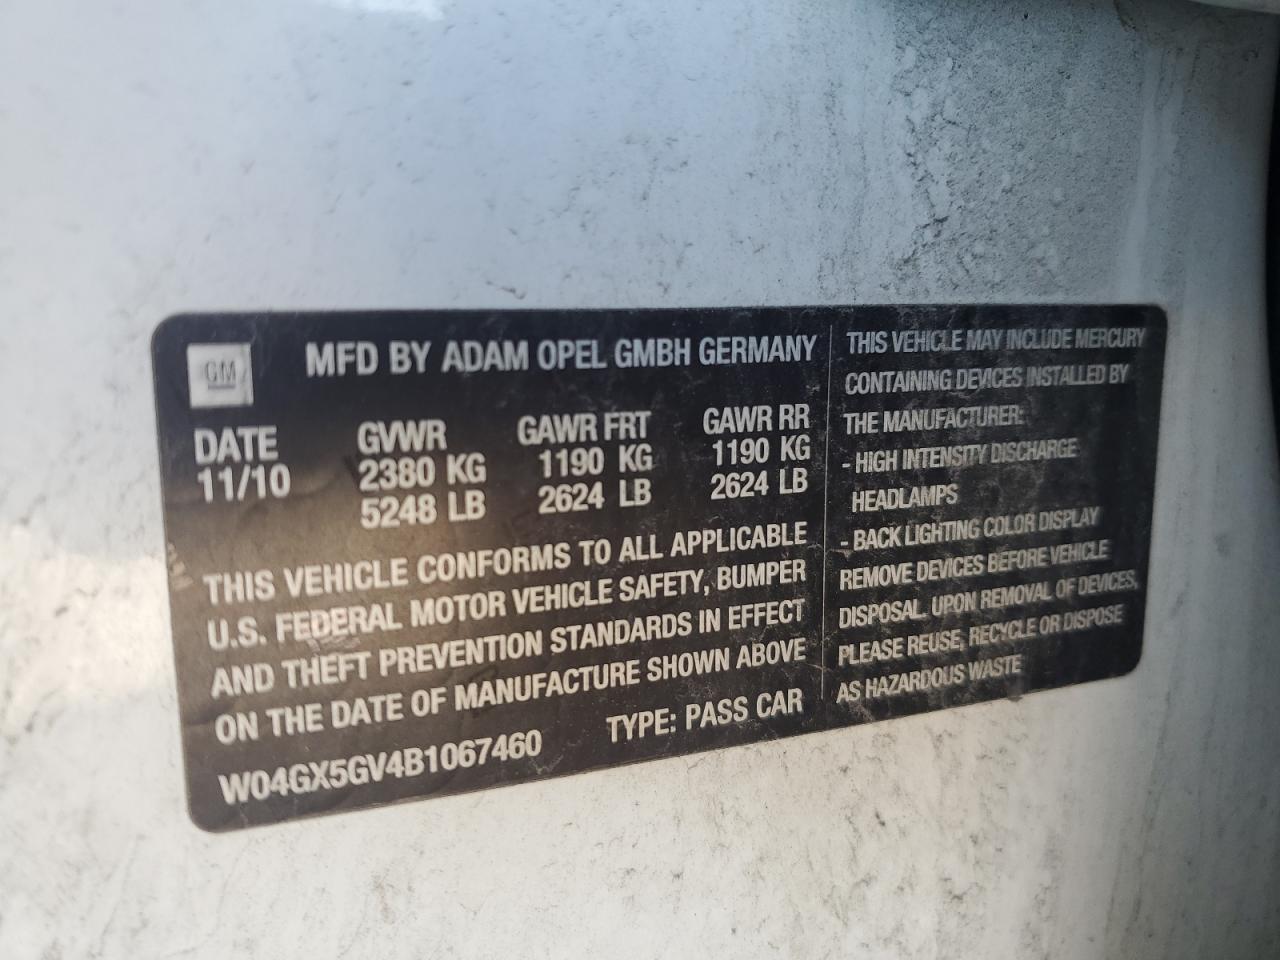 GM
MFD BY ADAM OPEL GMBH GERMANY
DATE GVWR GAWR FRT GAWR RR
11/10 2380 KG 1190 KG 1190 KG
5248 LB 2624 LB 2624 LB
THIS VEHICLE CONFORMS TO ALL APPLICABLE
U.S. FEDERAL MOTOR VEHICLE SAFETY, BUMPER
AND THEFT PREVENTION STANDARDS IN EFFECT
ON THE DATE OF MANUFACTURE SHOWN ABOVE
W04GX5GV4B1067460 TYPE: PASS CAR
THIS VEHICLE MAY INCLUDE MERCURY
CONTAINING DEVICES INSTALLED BY
THE MANUFACTURER:
- HIGH INTENSITY DISCHARGE
HEADLAMPS
- BACK LIGHTING COLOR DISPLAY
REMOVE DEVICES BEFORE VEHICLE
DISPOSAL. UPON REMOVAL OF DEVICES,
PLEASE REUSE, RECYCLE OR DISPOSE
AS HAZARDOUS WASTE